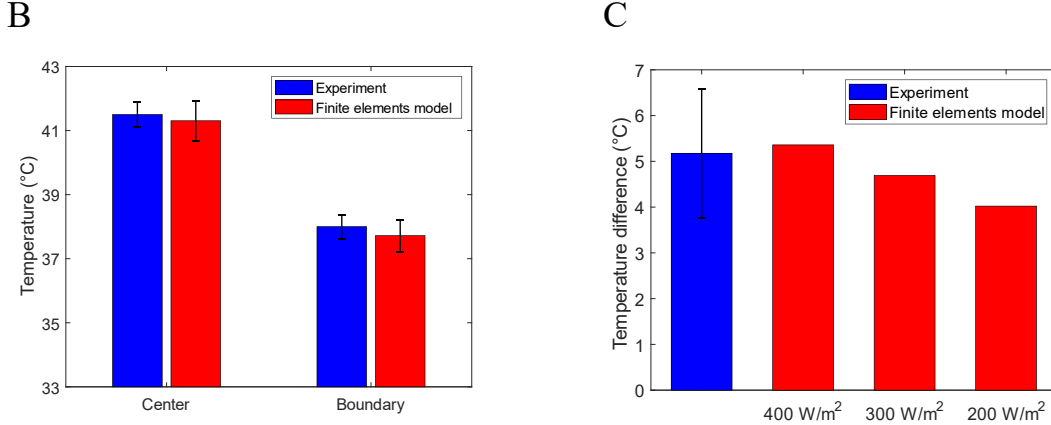 B
43
41
39
37
35
33
Temperature (°C)
Experiment
Finite elements model
Center
Boundary
C
7
6
5
4
3
2
1
0
Temperature difference (°C)
Experiment
Finite elements model
400 W/m²
300 W/m²
200 W/m²